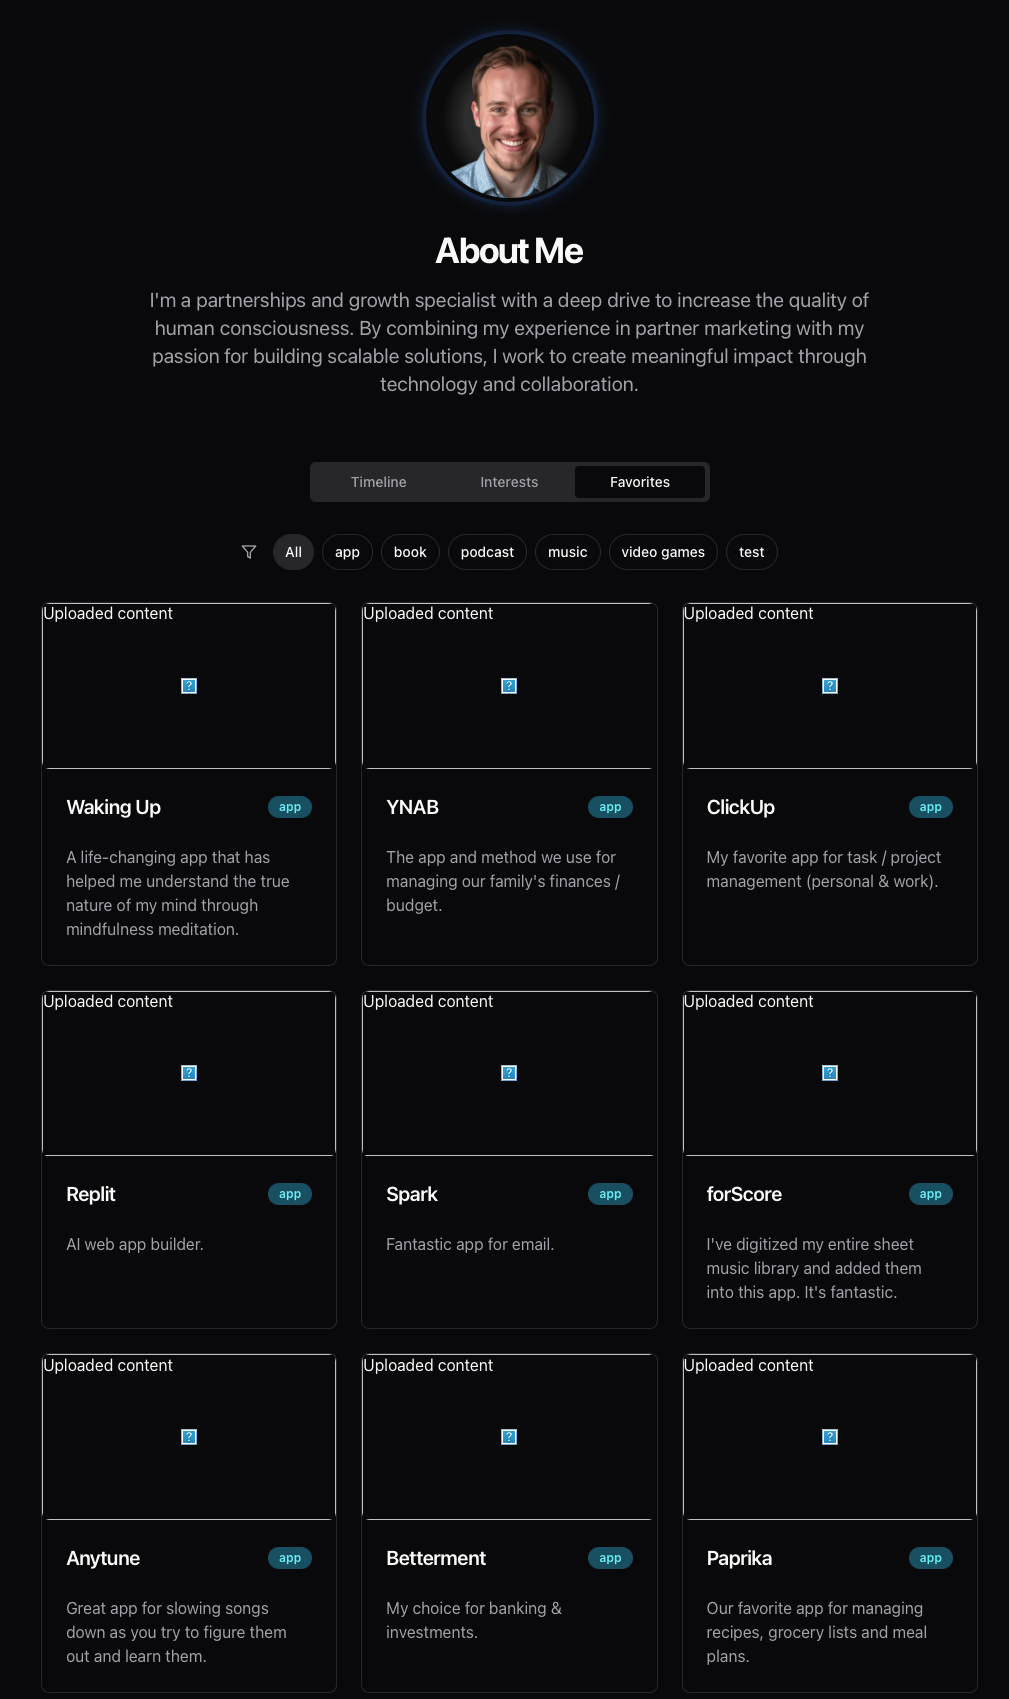 About Me
I'm a partnerships and growth specialist with a deep drive to increase the quality of
human consciousness. By combining my experience in partner marketing with my
passion for building scalable solutions, I work to create meaningful impact through
technology and collaboration.
Timeline Interests Favorites
All app book podcast music video games test
Uploaded content Uploaded content Uploaded content
? ? ?
Waking Up app
A life-changing app that has
helped me understand the true
nature of my mind through
mindfulness meditation.
YNAB app
The app and method we use for
managing our family's finances /
budget.
ClickUp app
My favorite app for task / project
management (personal & work).
Uploaded content Uploaded content Uploaded content
? ? ?
Replit app
AI web app builder.
Spark app
Fantastic app for email.
forScore app
I've digitized my entire sheet
music library and added them
into this app. It's fantastic.
Uploaded content Uploaded content Uploaded content
? ? ?
Anytune app
Great app for slowing songs
down as you try to figure them
out and learn them.
Betterment app
My choice for banking &
investments.
Paprika app
Our favorite app for managing
recipes, grocery lists and meal
plans.